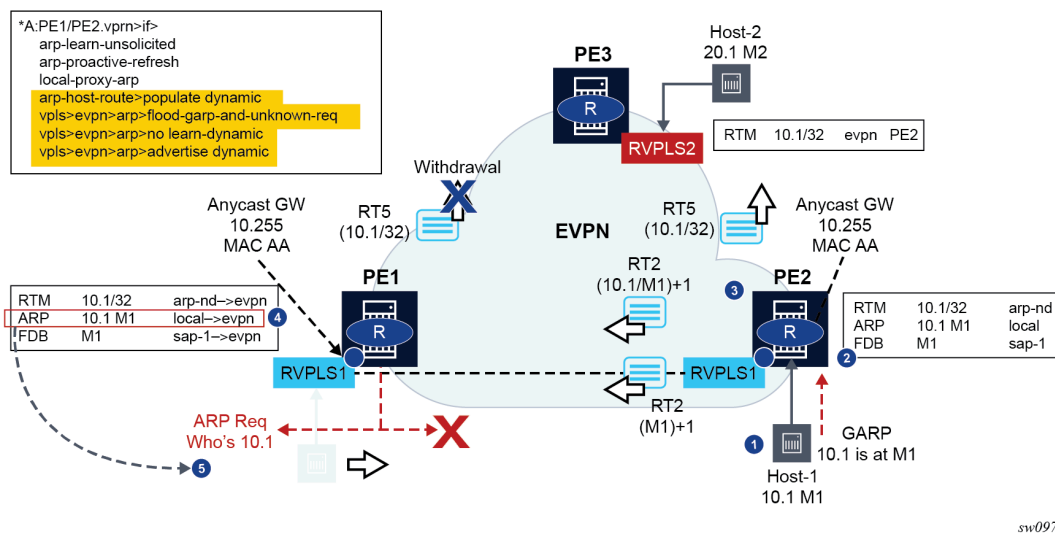 *A:PE1/PE2.vprn>if>
arp-learn-unsolicited
arp-proactive-refresh
local-proxy-arp
arp-host-route>populate dynamic
vpls>evpn>arp>flood-garp-and-unknown-req
vpls>evpn>arp>no learn-dynamic
vpls>evpn>arp>advertise dynamic
Host-2
20.1 M2
PE3
R
RVPLS2
RTM 10.1/32 evpn PE2
Withdrawal
RT5
(10.1/32)
EVPN
RT5
(10.1/32)
Anycast GW
10.255
MAC AA
Anycast GW
10.255
MAC AA
RT2
(10.1/M1)+1
PE1
R
3
PE2
R
RTM 10.1/32 arp-nd–>evpn
ARP 10.1 M1 local–>evpn
FDB M1 sap-1–>evpn
4
RTM 10.1/32 arp-nd
ARP 10.1 M1 local
FDB M1 sap-1
2
RVPLS1
RVPLS1
RT2
(M1)+1
ARP Req
Who's 10.1
5
1
GARP
10.1 is at M1
Host-1
10.1 M1
sw097